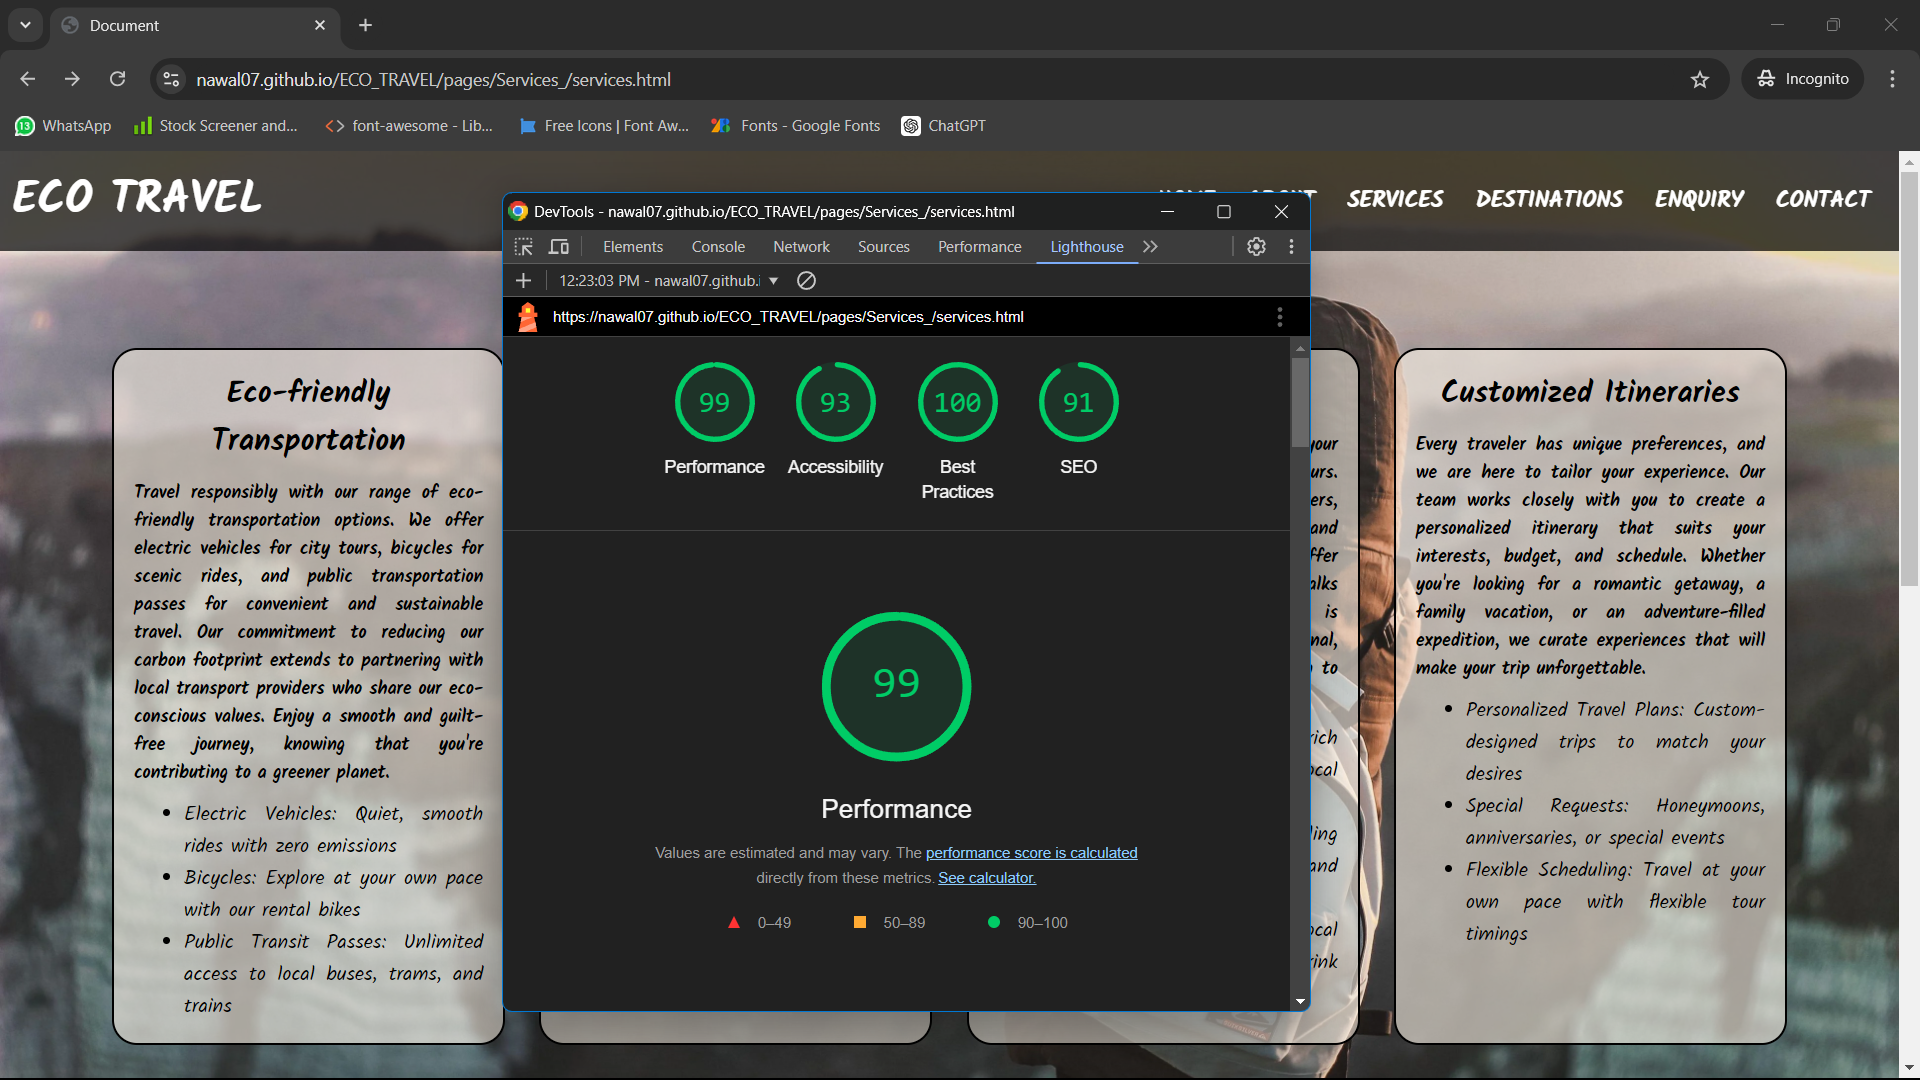 Document
nawal07.github.io/ECO_TRAVEL/pages/Services_/services.html
Incognito
13 WhatsApp
Stock Screener and...
font-awesome - Lib...
Free Icons | Font Aw...
Fonts - Google Fonts
ChatGPT
ECO TRAVEL
HOME ABOUT SERVICES DESTINATIONS ENQUIRY CONTACT
Eco-friendly
Transportation
Travel responsibly with our range of eco-
friendly transportation options. We offer
electric vehicles for city tours, bicycles for
scenic rides, and public transportation
passes for convenient and sustainable
travel. Our commitment to reducing our
carbon footprint extends to partnering with
local transport providers who share our eco-
conscious values. Enjoy a smooth and guilt-
free journey, knowing that you're
contributing to a greener planet.
Electric Vehicles: Quiet, smooth
rides with zero emissions
Bicycles: Explore at your own pace
with our rental bikes
Public Transit Passes: Unlimited
access to local buses, trams, and
trains
DevTools - nawal07.github.io/ECO_TRAVEL/pages/Services_/services.html
Elements Console Network Sources Performance Lighthouse
12:23:03 PM - nawal07.github.i
https://nawal07.github.io/ECO_TRAVEL/pages/Services_/services.html
99 93 100 91
Performance Accessibility Best SEO
Practices
99
Performance
Values are estimated and may vary. The performance score is calculated
directly from these metrics. See calculator.
0–49 50–89 90–100
and
is
to
and
Customized Itineraries
Every traveler has unique preferences, and
we are here to tailor your experience. Our
team works closely with you to create a
personalized itinerary that suits your
interests, budget, and schedule. Whether
you're looking for a romantic getaway, a
family vacation, or an adventure-filled
expedition, we curate experiences that will
make your trip unforgettable.
Personalized Travel Plans: Custom-
designed trips to match your
desires
Special Requests: Honeymoons,
anniversaries, or special events
Flexible Scheduling: Travel at your
own pace with flexible tour
timings